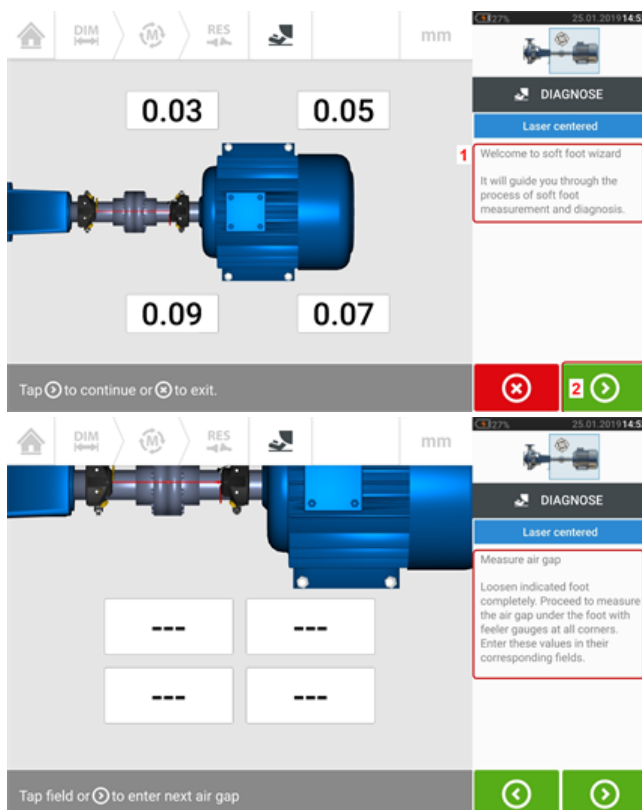 27%
25.01.2019 14:5
DIM
M
RES
mm
0.03
0.05
DIAGNOSE
Laser centered
1
Welcome to soft foot wizard
It will guide you through the
process of soft foot
measurement and diagnosis.
0.09
0.07
Tap to continue or to exit.
2
27%
25.01.2019 14:5
DIM
M
RES
mm
DIAGNOSE
Laser centered
Measure air gap
Loosen indicated foot
completely. Proceed to measure
the air gap under the foot with
feeler gauges at all corners.
Enter these values in their
corresponding fields.
---
---
---
---
Tap field or to enter next air gap